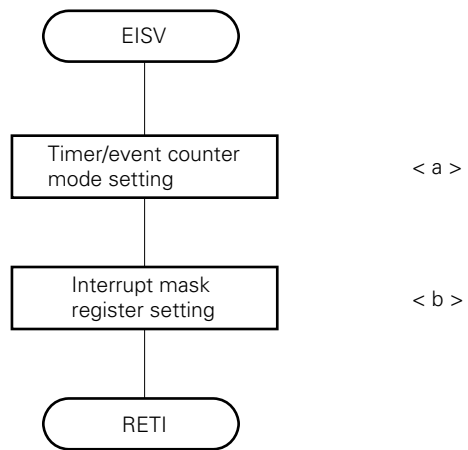 EISV
Timer/event counter
mode setting
< a >
Interrupt mask
register setting
< b >
RETI